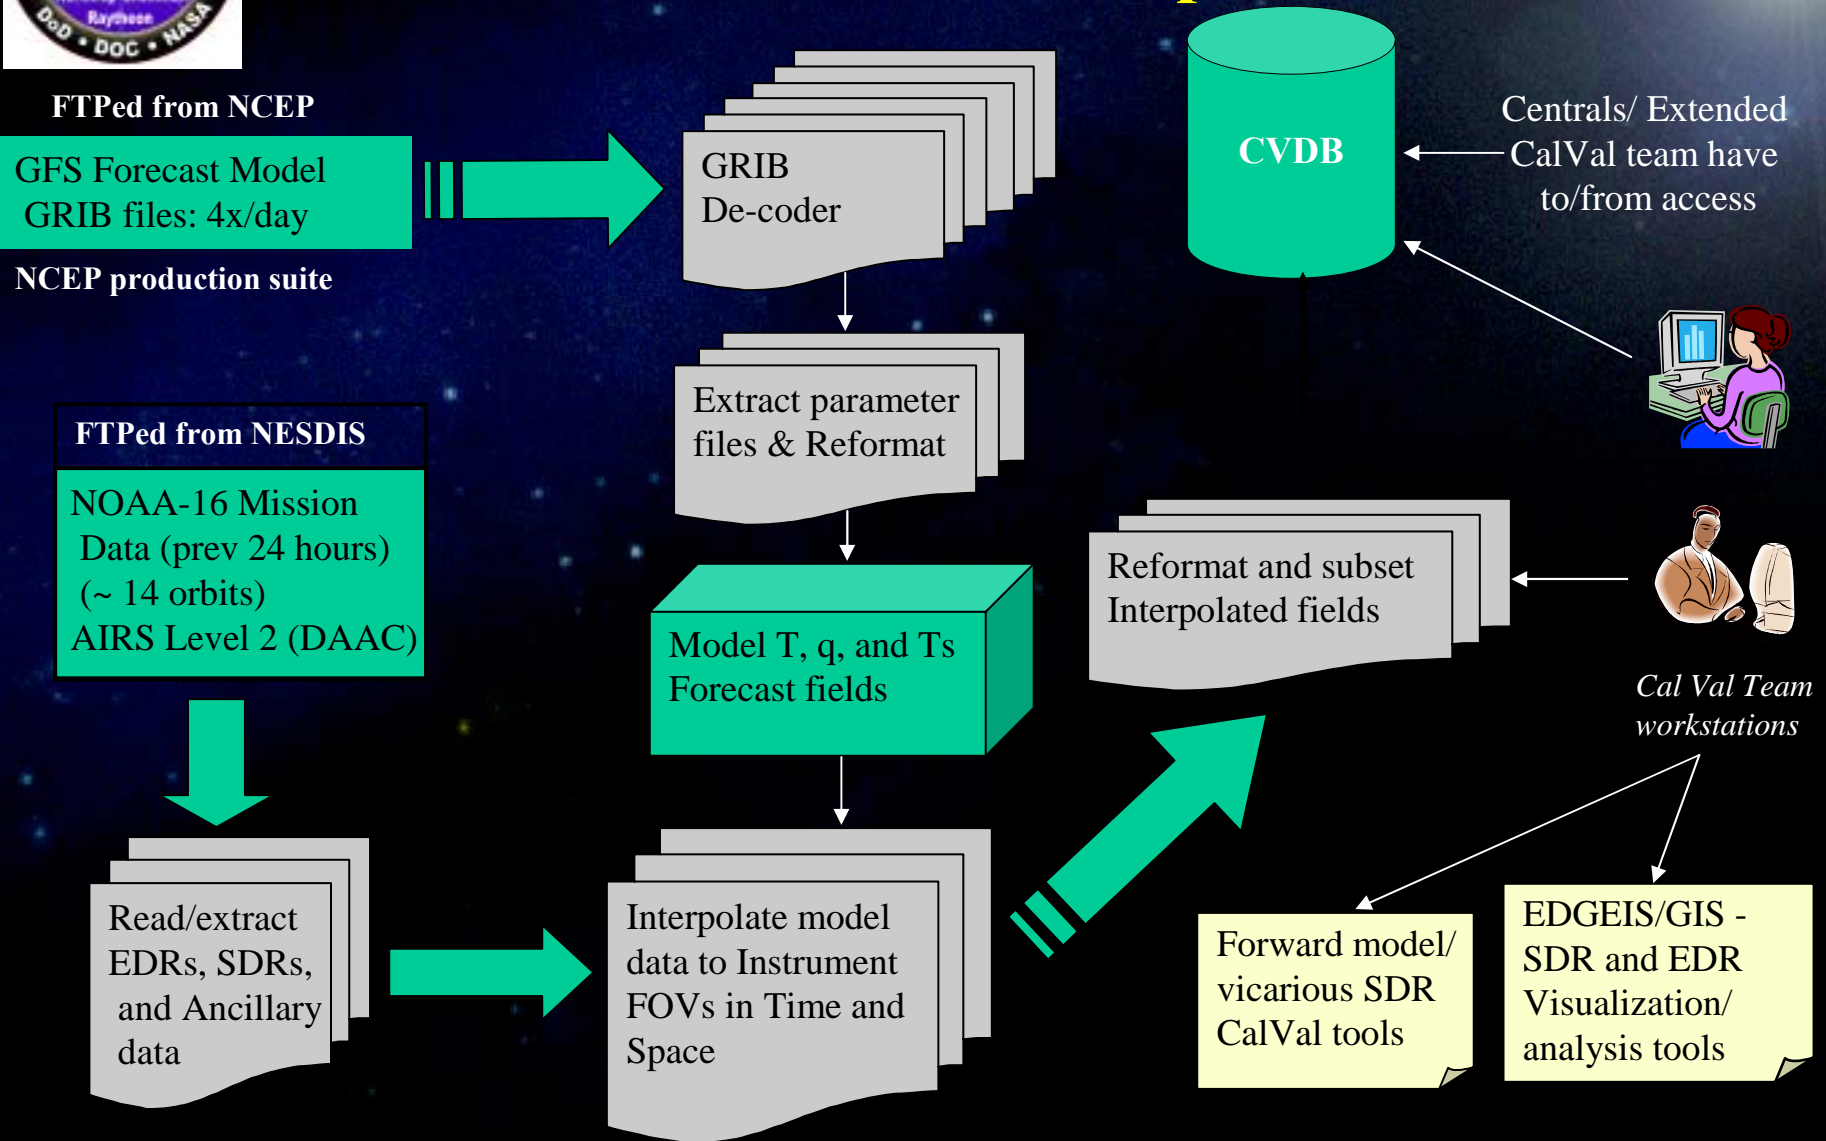 Raytheon
DoD • DOC • NASA
FTPed from NCEP
GFS Forecast Model
GRIB files: 4x/day
NCEP production suite
GRIB
De-coder
CVDB
Centrals/ Extended
CalVal team have
to/from access
Extract parameter
files & Reformat
FTPed from NESDIS
NOAA-16 Mission
Data (prev 24 hours)
(~ 14 orbits)
AIRS Level 2 (DAAC)
Model T, q, and Ts
Forecast fields
Reformat and subset
Interpolated fields
Cal Val Team
workstations
Read/extract
EDRs, SDRs,
and Ancillary
data
Interpolate model
data to Instrument
FOVs in Time and
Space
Forward model/
vicarious SDR
CalVal tools
EDGEIS/GIS -
SDR and EDR
Visualization/
analysis tools